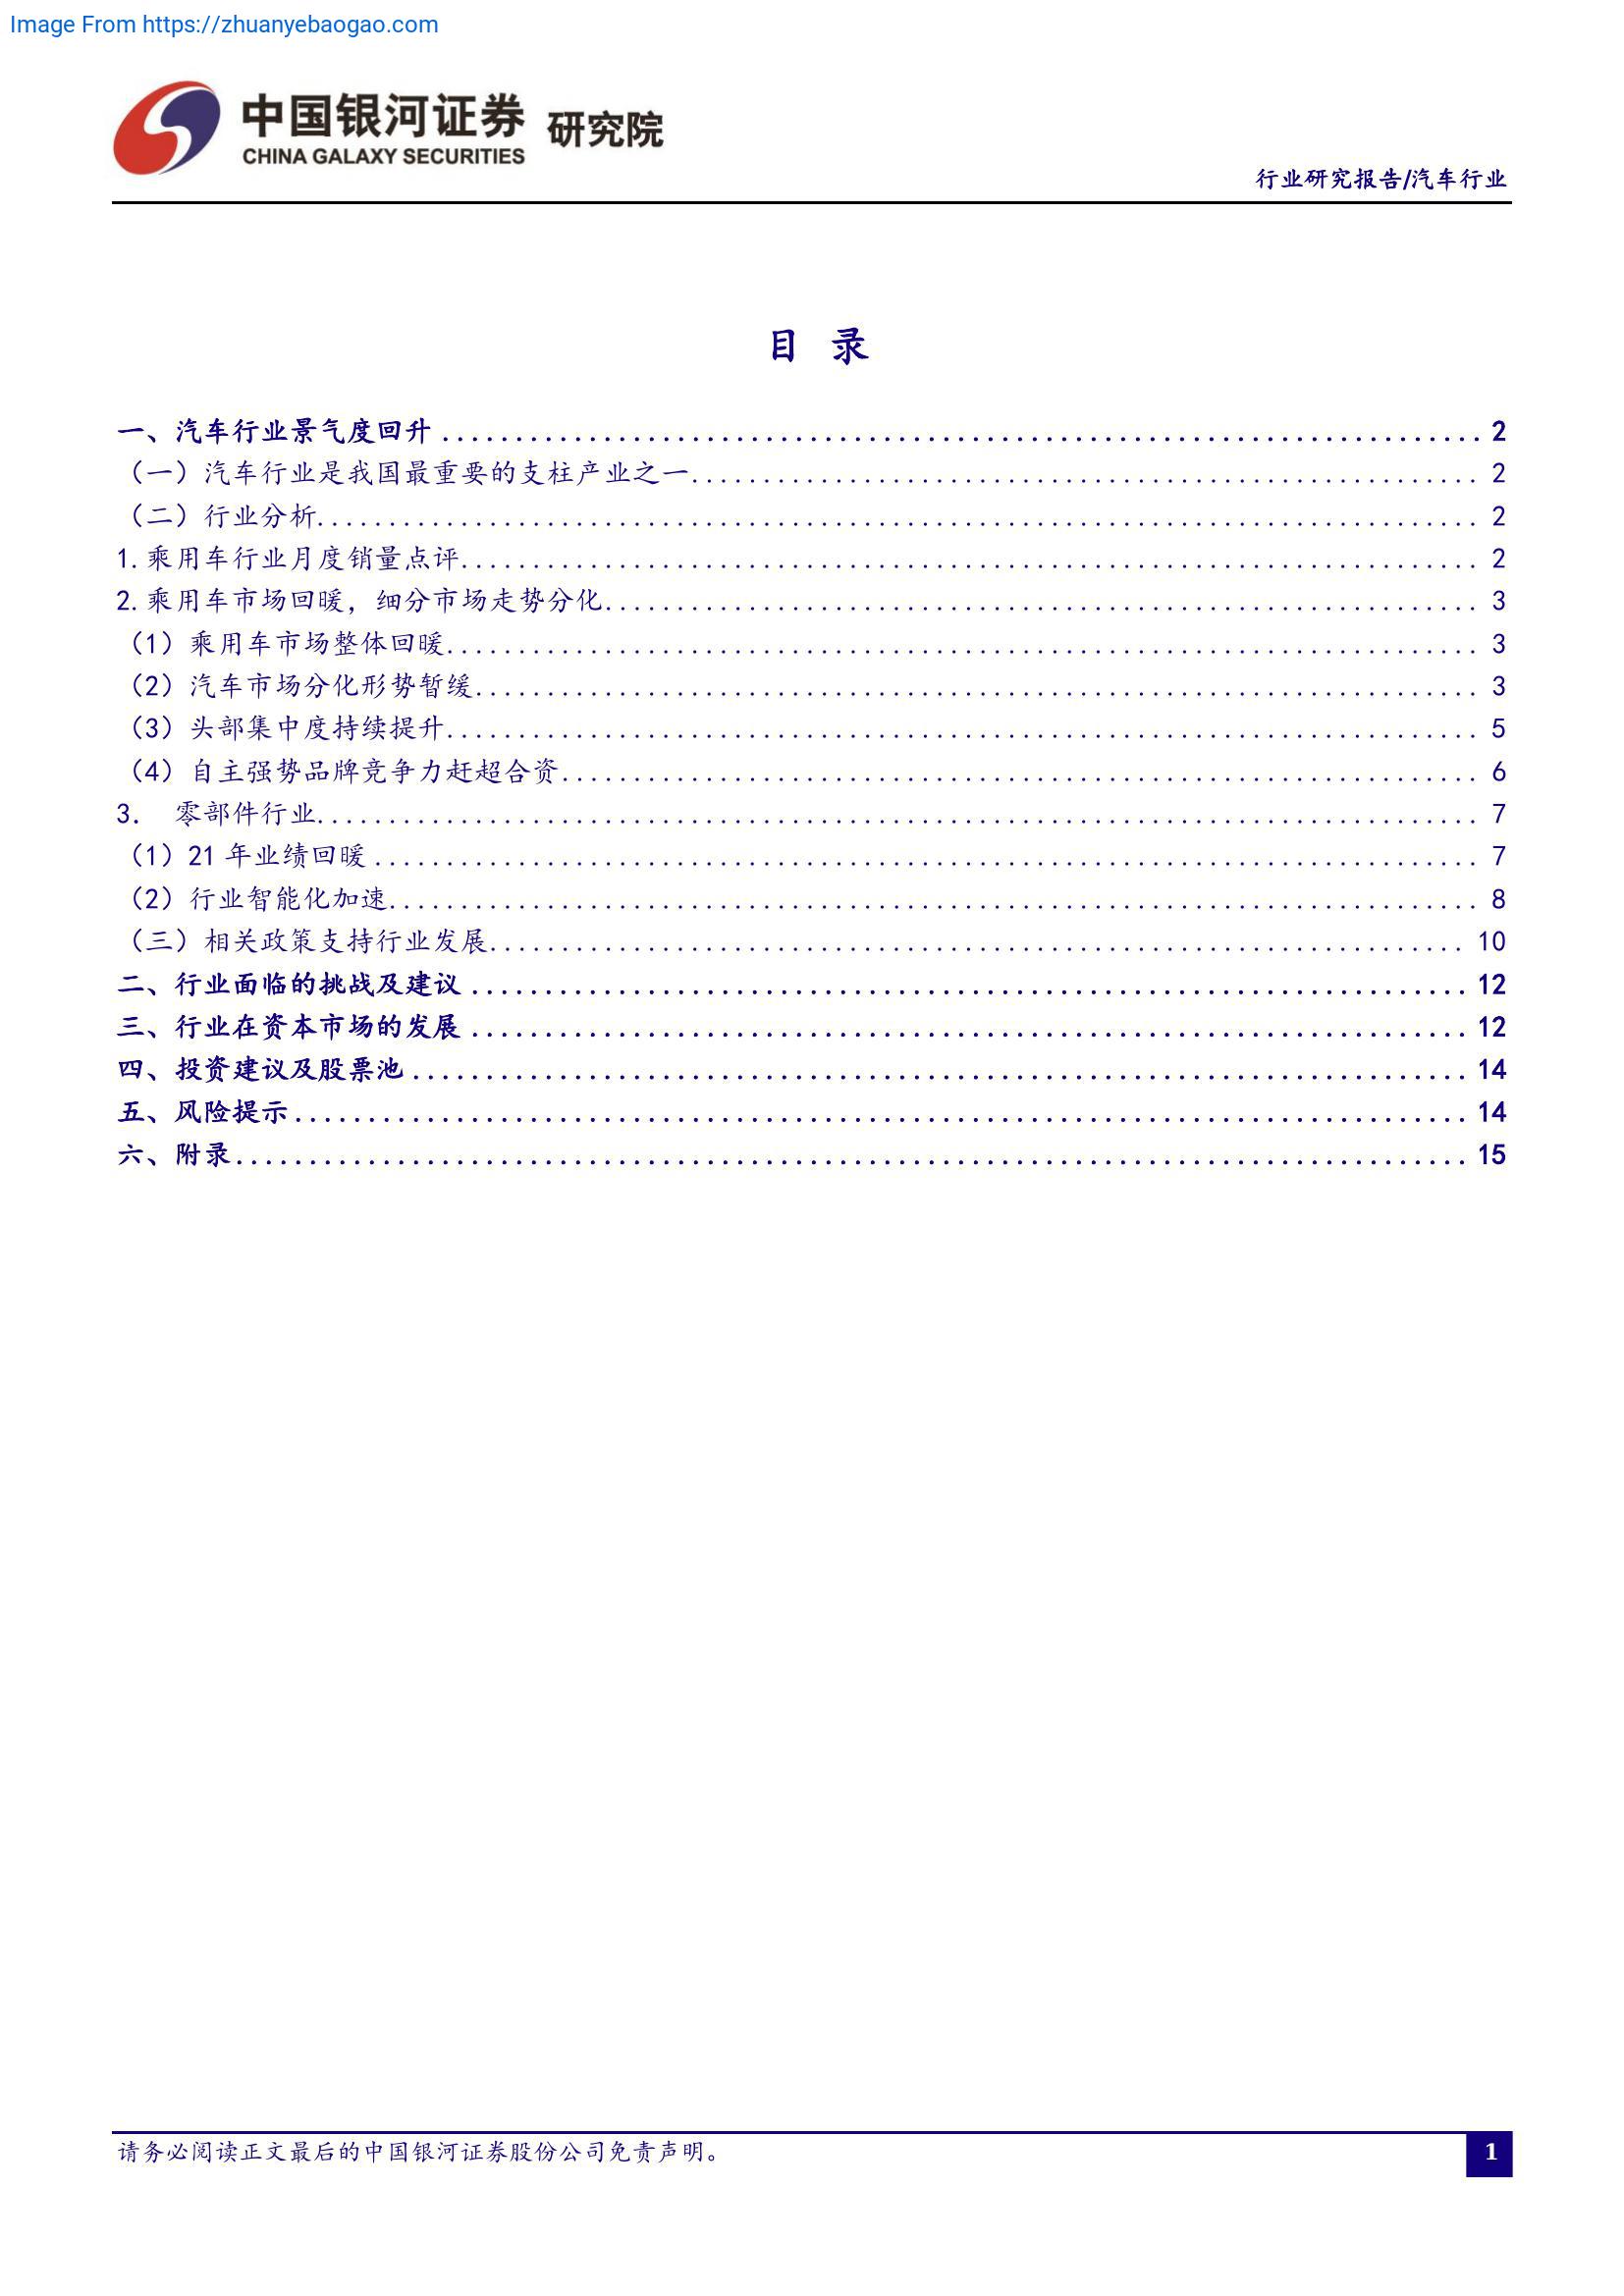 Image From https://zhuanyebaogao.com
中国银河证券 研究院
CHINA GALAXY SECURITIES
行业研究报告/汽车行业
目 录
一、汽车行业景气度回升 2
（一）汽车行业是我国最重要的支柱产业之一 2
（二）行业分析 2
1.乘用车行业月度销量点评 2
2.乘用车市场回暖，细分市场走势分化 3
（1）乘用车市场整体回暖 3
（2）汽车市场分化形势暂缓 3
（3）头部集中度持续提升 5
（4）自主强势品牌竞争力赶超合资 6
3. 零部件行业 7
（1）21 年业绩回暖 7
（2）行业智能化加速 8
（三）相关政策支持行业发展 10
二、行业面临的挑战及建议 12
三、行业在资本市场的发展 12
四、投资建议及股票池 14
五、风险提示 14
六、附录 15
请务必阅读正文最后的中国银河证券股份公司免责声明。 1